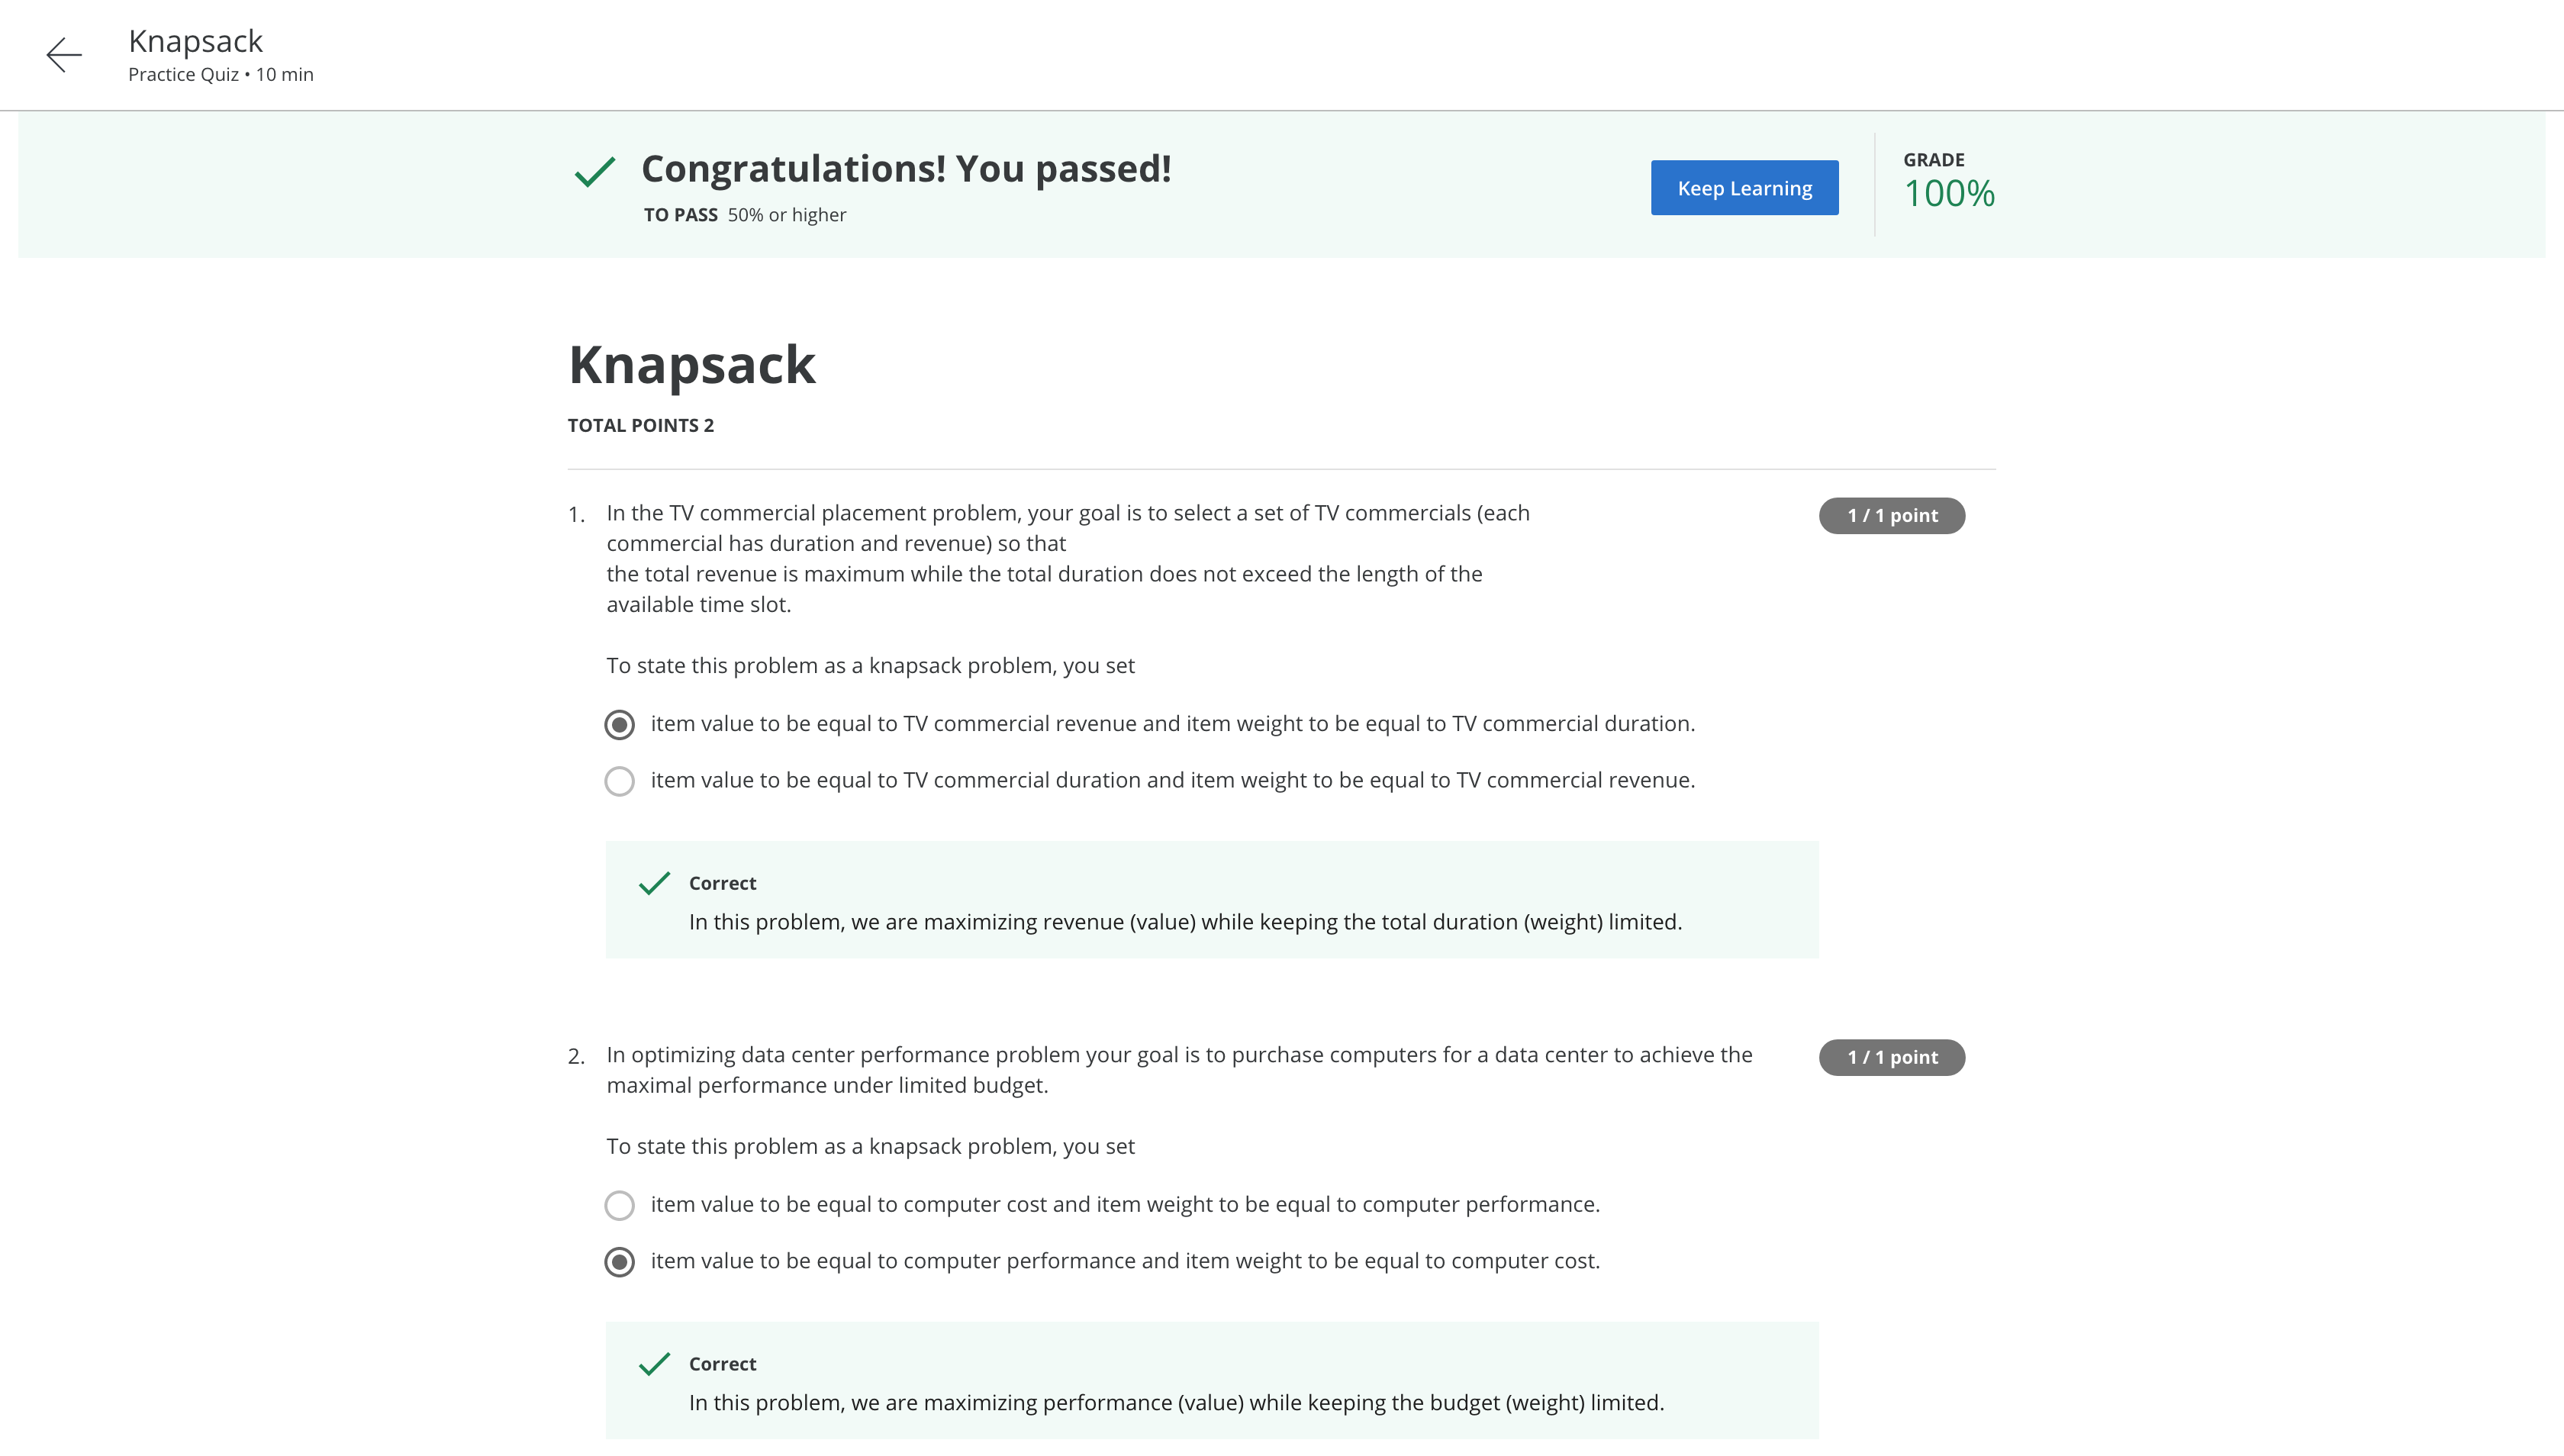 Knapsack
Practice Quiz • 10 min
Congratulations! You passed!
TO PASS 50% or higher
Keep Learning
GRADE
100%
Knapsack
TOTAL POINTS 2
1. In the TV commercial placement problem, your goal is to select a set of TV commercials (each
commercial has duration and revenue) so that
the total revenue is maximum while the total duration does not exceed the length of the
available time slot.
1 / 1 point
To state this problem as a knapsack problem, you set
item value to be equal to TV commercial revenue and item weight to be equal to TV commercial duration.
item value to be equal to TV commercial duration and item weight to be equal to TV commercial revenue.
Correct
In this problem, we are maximizing revenue (value) while keeping the total duration (weight) limited.
2. In optimizing data center performance problem your goal is to purchase computers for a data center to achieve the
maximal performance under limited budget.
1 / 1 point
To state this problem as a knapsack problem, you set
item value to be equal to computer cost and item weight to be equal to computer performance.
item value to be equal to computer performance and item weight to be equal to computer cost.
Correct
In this problem, we are maximizing performance (value) while keeping the budget (weight) limited.